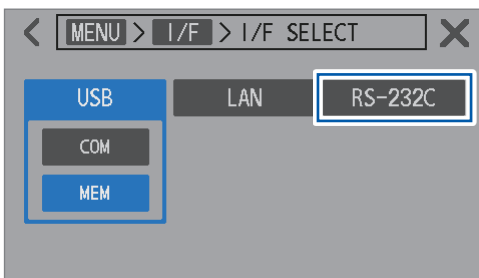 MENU > I/F > I/F SELECT
USB LAN RS-232C
COM
MEM